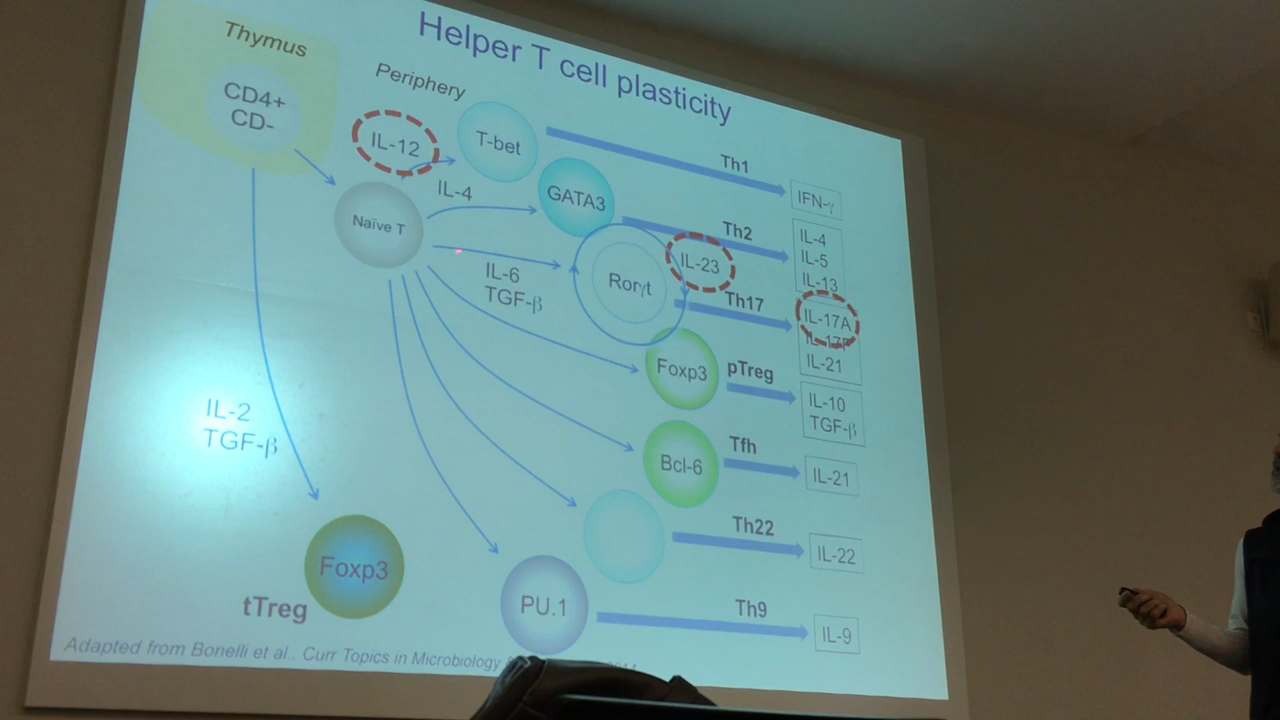 Helper T cell plasticity
Thymus
CD4+
CD-
Periphery
IL-12
T-bet
Th1
IFN-γ
IL-4
GATA3
Th2
IL-4
IL-5
IL-13
Naïve T
IL-6
TGF-β
Rorγt
IL-23
Th17
IL-17A
IL-17F
IL-21
Foxp3
pTreg
IL-10
TGF-β
IL-2
TGF-β
Bcl-6
Tfh
IL-21
Th22
IL-22
Foxp3
tTreg
PU.1
Th9
IL-9
Adapted from Bonelli et al., Curr Topics in Microbiology